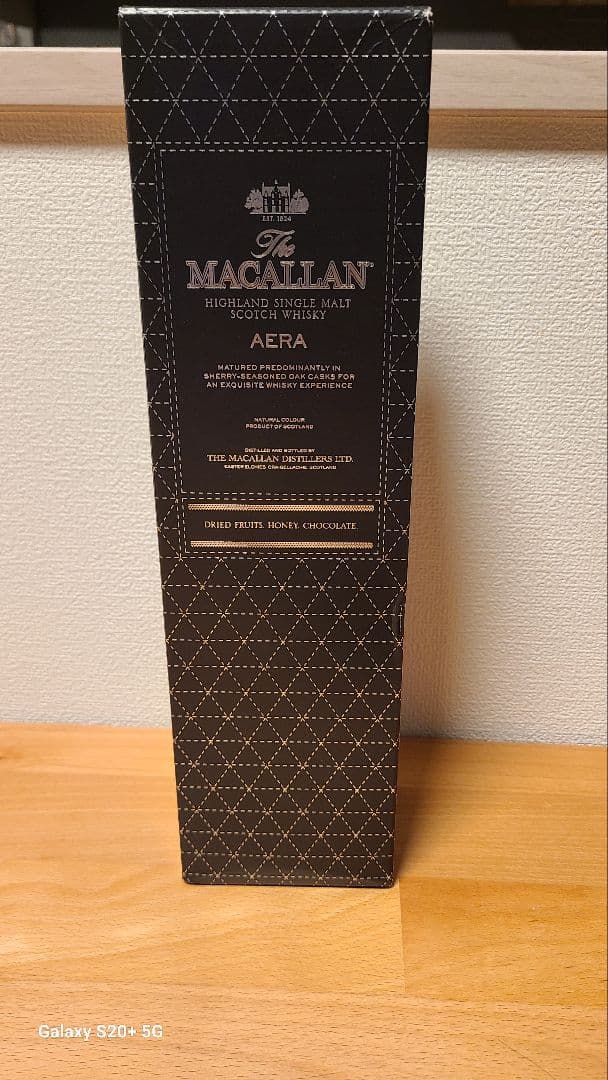 EST. 1824
The
MACALLAN
HIGHLAND SINGLE MALT
SCOTCH WHISKY
AERA
MATURED PREDOMINANTLY IN
SHERRY-SEASONED OAK CASKS FOR
AN EXQUISITE WHISKY EXPERIENCE
NATURAL COLOUR
PRODUCT OF SCOTLAND
DISTILLED AND BOTTLED BY
THE MACALLAN DISTILLERS LTD.
EASTER ELCHIES, CRAIGELLACHIE, SCOTLAND
DRIED FRUITS. HONEY. CHOCOLATE.
Galaxy S20+ 5G